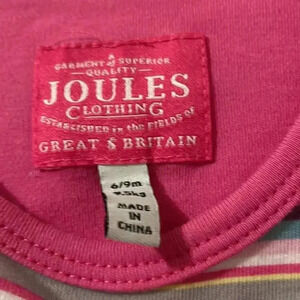 GARMENT of SUPERIOR
QUALITY
JOULES
CLOTHING
ESTABLISHED in the FIELDS OF
GREAT & BRITAIN
6/9m
MADE IN
CHINA